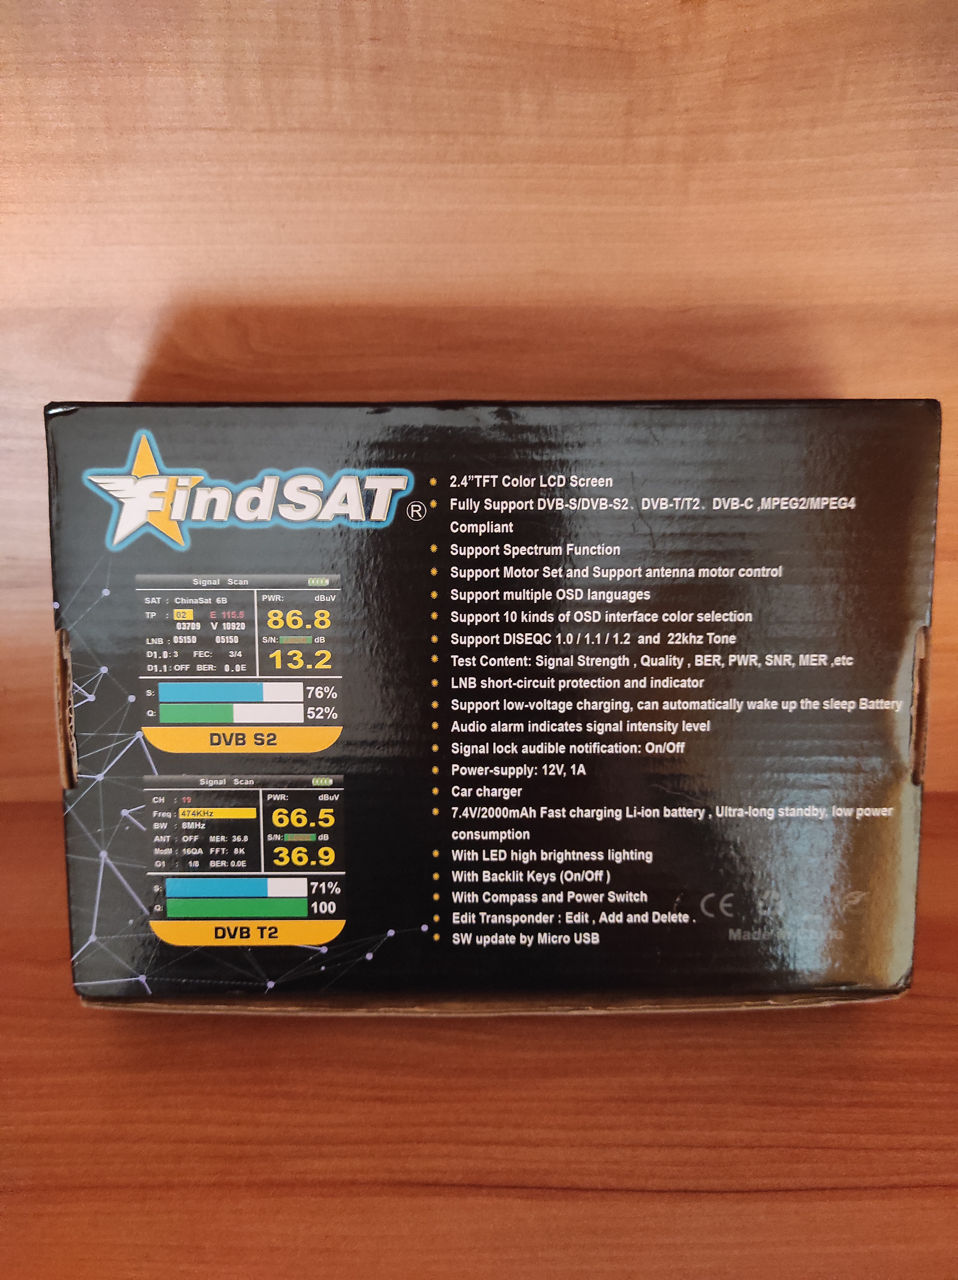 FindSAT®
Signal Scan
SAT : ChinaSat 6B
TP : 02 E 115.5
03709 V 10920
LNB : 05150 05150
D1.0: 3 FEC: 3/4
D1.1: OFF BER: 0.0E
PWR: dBuV
86.8
S/N: dB
13.2
S: 76%
Q: 52%
DVB S2
Signal Scan
CH : 19
Freq : 474KHz
BW : 8MHz
ANT : OFF MER: 36.8
ModM : 16QA FFT: 8K
G1 : 1/8 BER: 0.0E
PWR: dBuV
66.5
S/N: dB
36.9
S: 71%
Q: 100
DVB T2
2.4”TFT Color LCD Screen
Fully Support DVB-S/DVB-S2、DVB-T/T2、DVB-C ,MPEG2/MPEG4
Compliant
Support Spectrum Function
Support Motor Set and Support antenna motor control
Support multiple OSD languages
Support 10 kinds of OSD interface color selection
Support DISEQC 1.0 / 1.1 / 1.2 and 22khz Tone
Test Content: Signal Strength , Quality , BER, PWR, SNR, MER ,etc
LNB short-circuit protection and indicator
Support low-voltage charging, can automatically wake up the sleep Battery
Audio alarm indicates signal intensity level
Signal lock audible notification: On/Off
Power-supply: 12V, 1A
Car charger
7.4V/2000mAh Fast charging Li-ion battery , Ultra-long standby, low power
consumption
With LED high brightness lighting
With Backlit Keys (On/Off )
With Compass and Power Switch
Edit Transponder : Edit , Add and Delete .
SW update by Micro USB
CE
Made in China